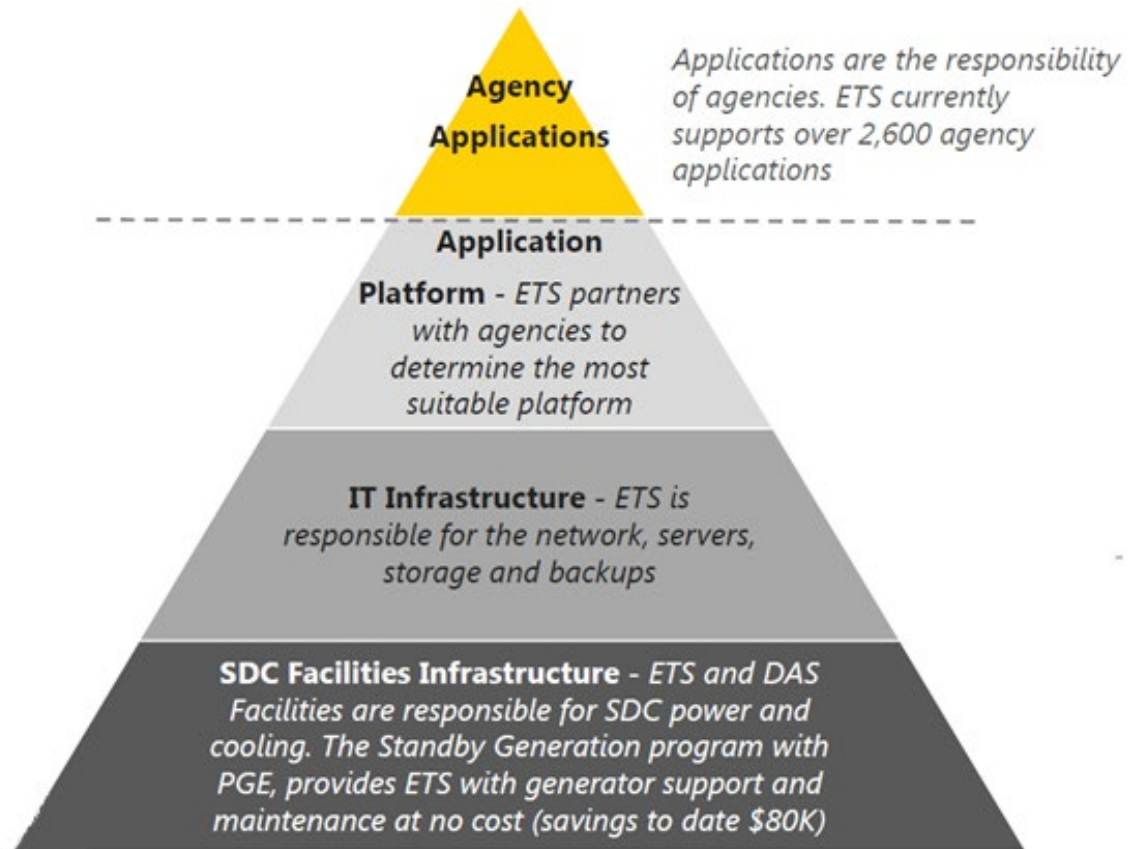 Agency
Applications
Applications are the responsibility
of agencies. ETS currently
supports over 2,600 agency
applications
Application
Platform - ETS partners
with agencies to
determine the most
suitable platform
IT Infrastructure - ETS is
responsible for the network, servers,
storage and backups
SDC Facilities Infrastructure - ETS and DAS
Facilities are responsible for SDC power and
cooling. The Standby Generation program with
PGE, provides ETS with generator support and
maintenance at no cost (savings to date $80K)